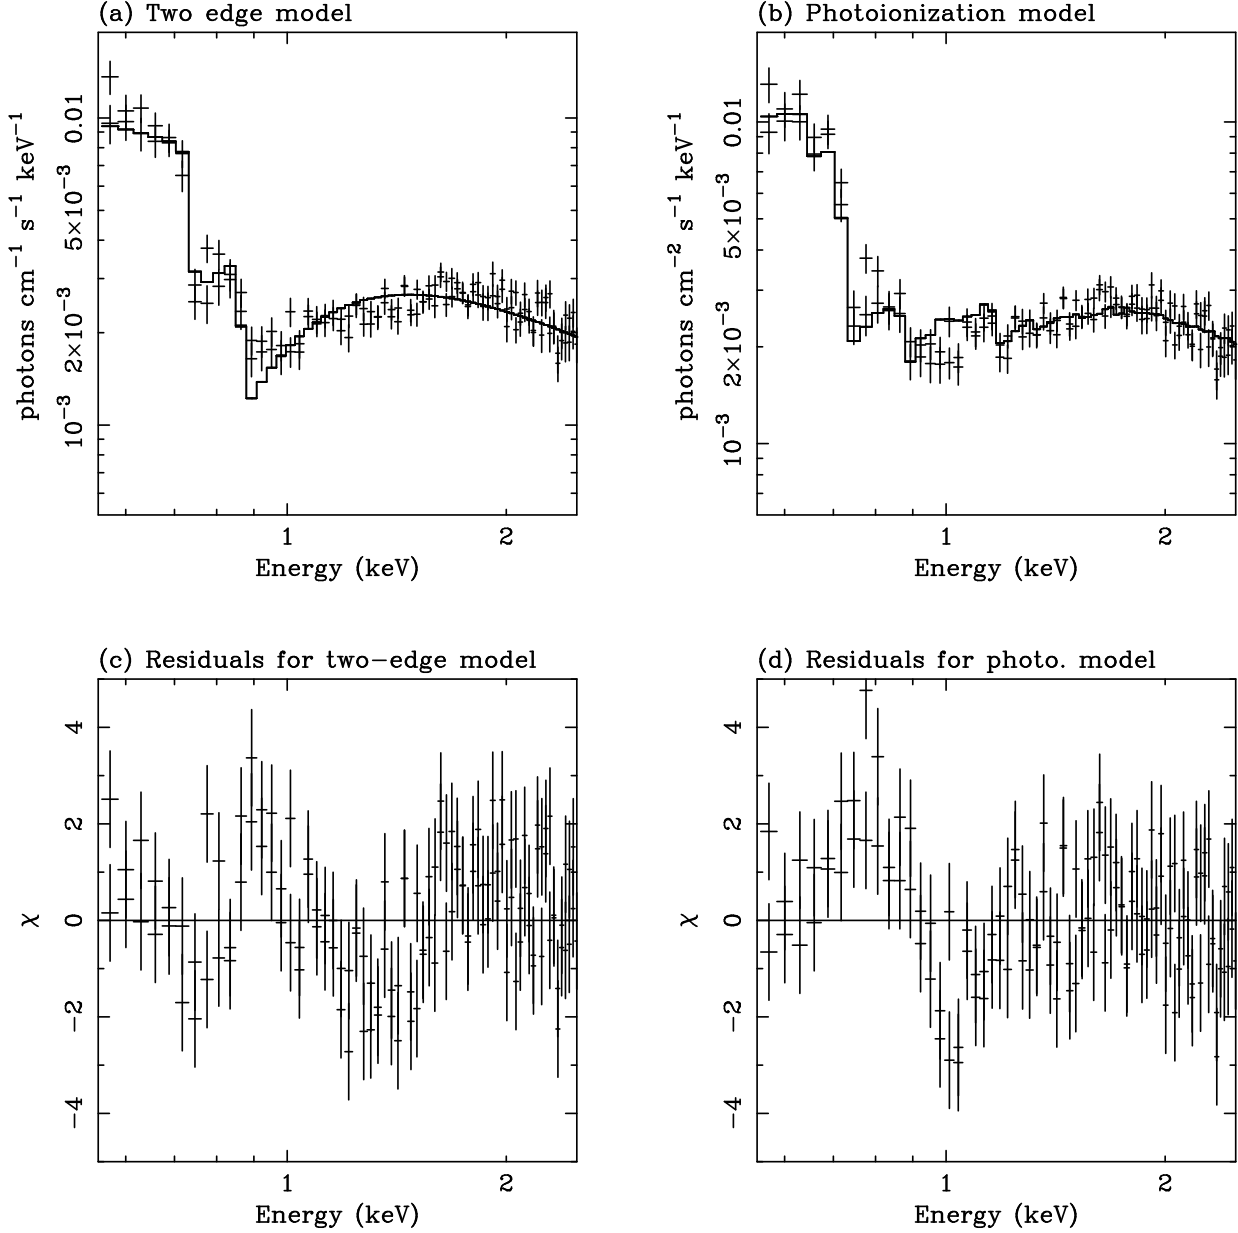 (a) Two edge model
photons cm⁻¹ s⁻¹ keV⁻¹
0.01
5×10⁻³
2×10⁻³
10⁻³
1
2
Energy (keV)
(b) Photoionization model
photons cm⁻² s⁻¹ keV⁻¹
0.01
5×10⁻³
2×10⁻³
10⁻³
1
2
Energy (keV)
(c) Residuals for two−edge model
χ
4
2
0
−2
−4
1
2
Energy (keV)
(d) Residuals for photo. model
χ
4
2
0
−2
−4
1
2
Energy (keV)